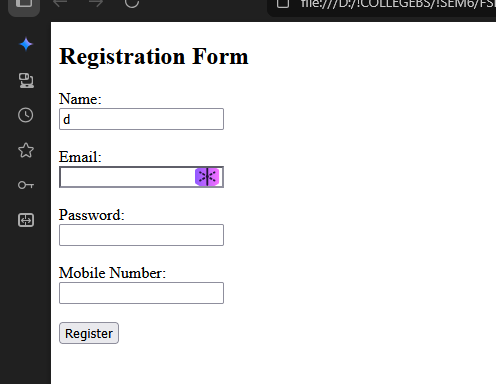 file:///D:/!COLLEGEBS/!SEM6/FS
Registration Form
Name:
d
Email:
Password:
Mobile Number:
Register